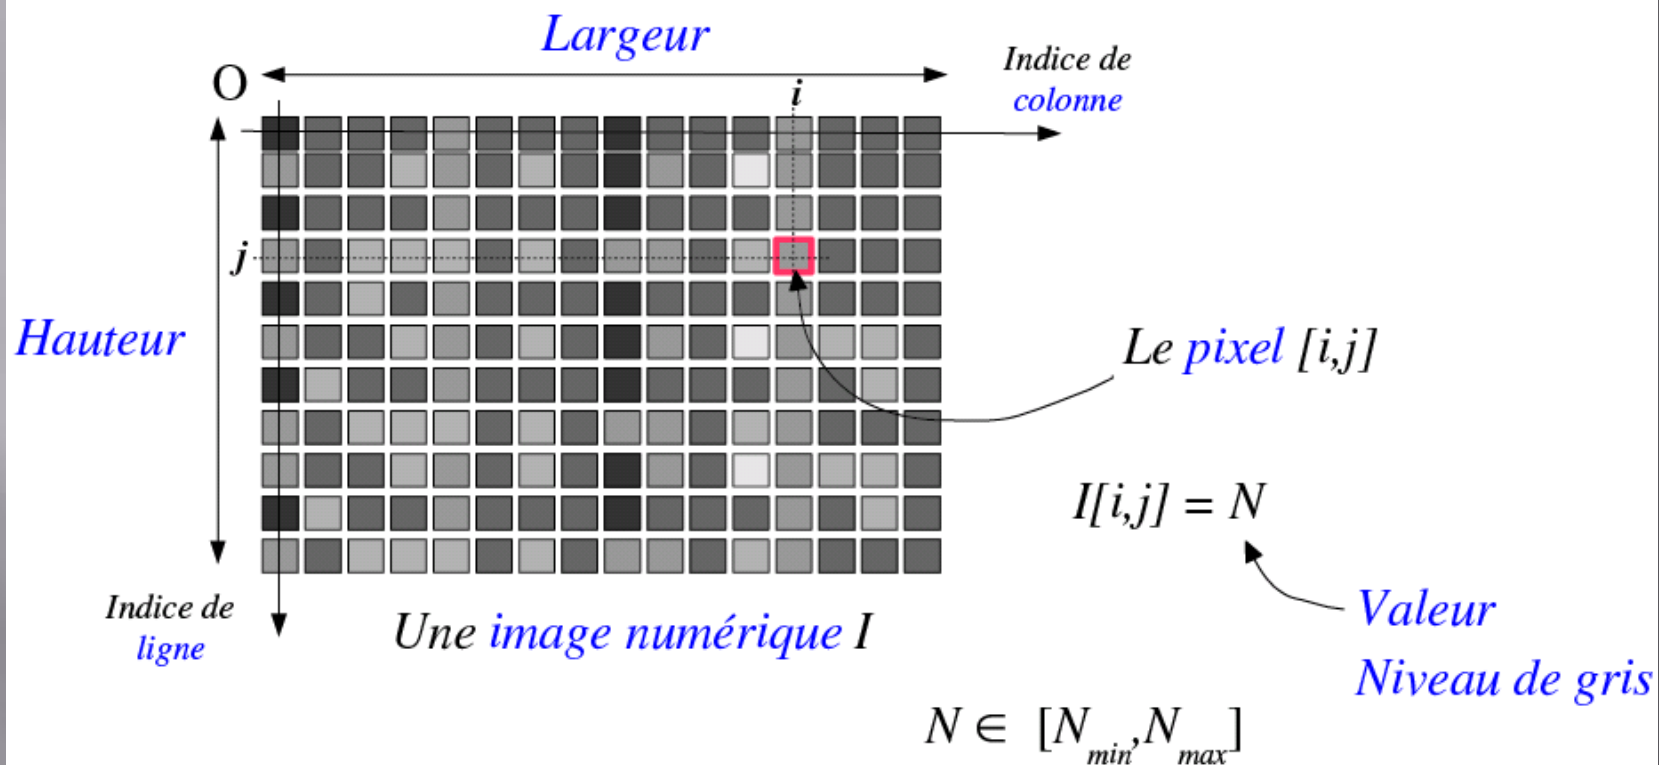 Largeur
O
i
Indice de
colonne
j
Hauteur
Le pixel [i,j]
I[i,j] = N
Indice de
ligne
Une image numérique I
Valeur
Niveau de gris
N ∈ [Nmin,Nmax]